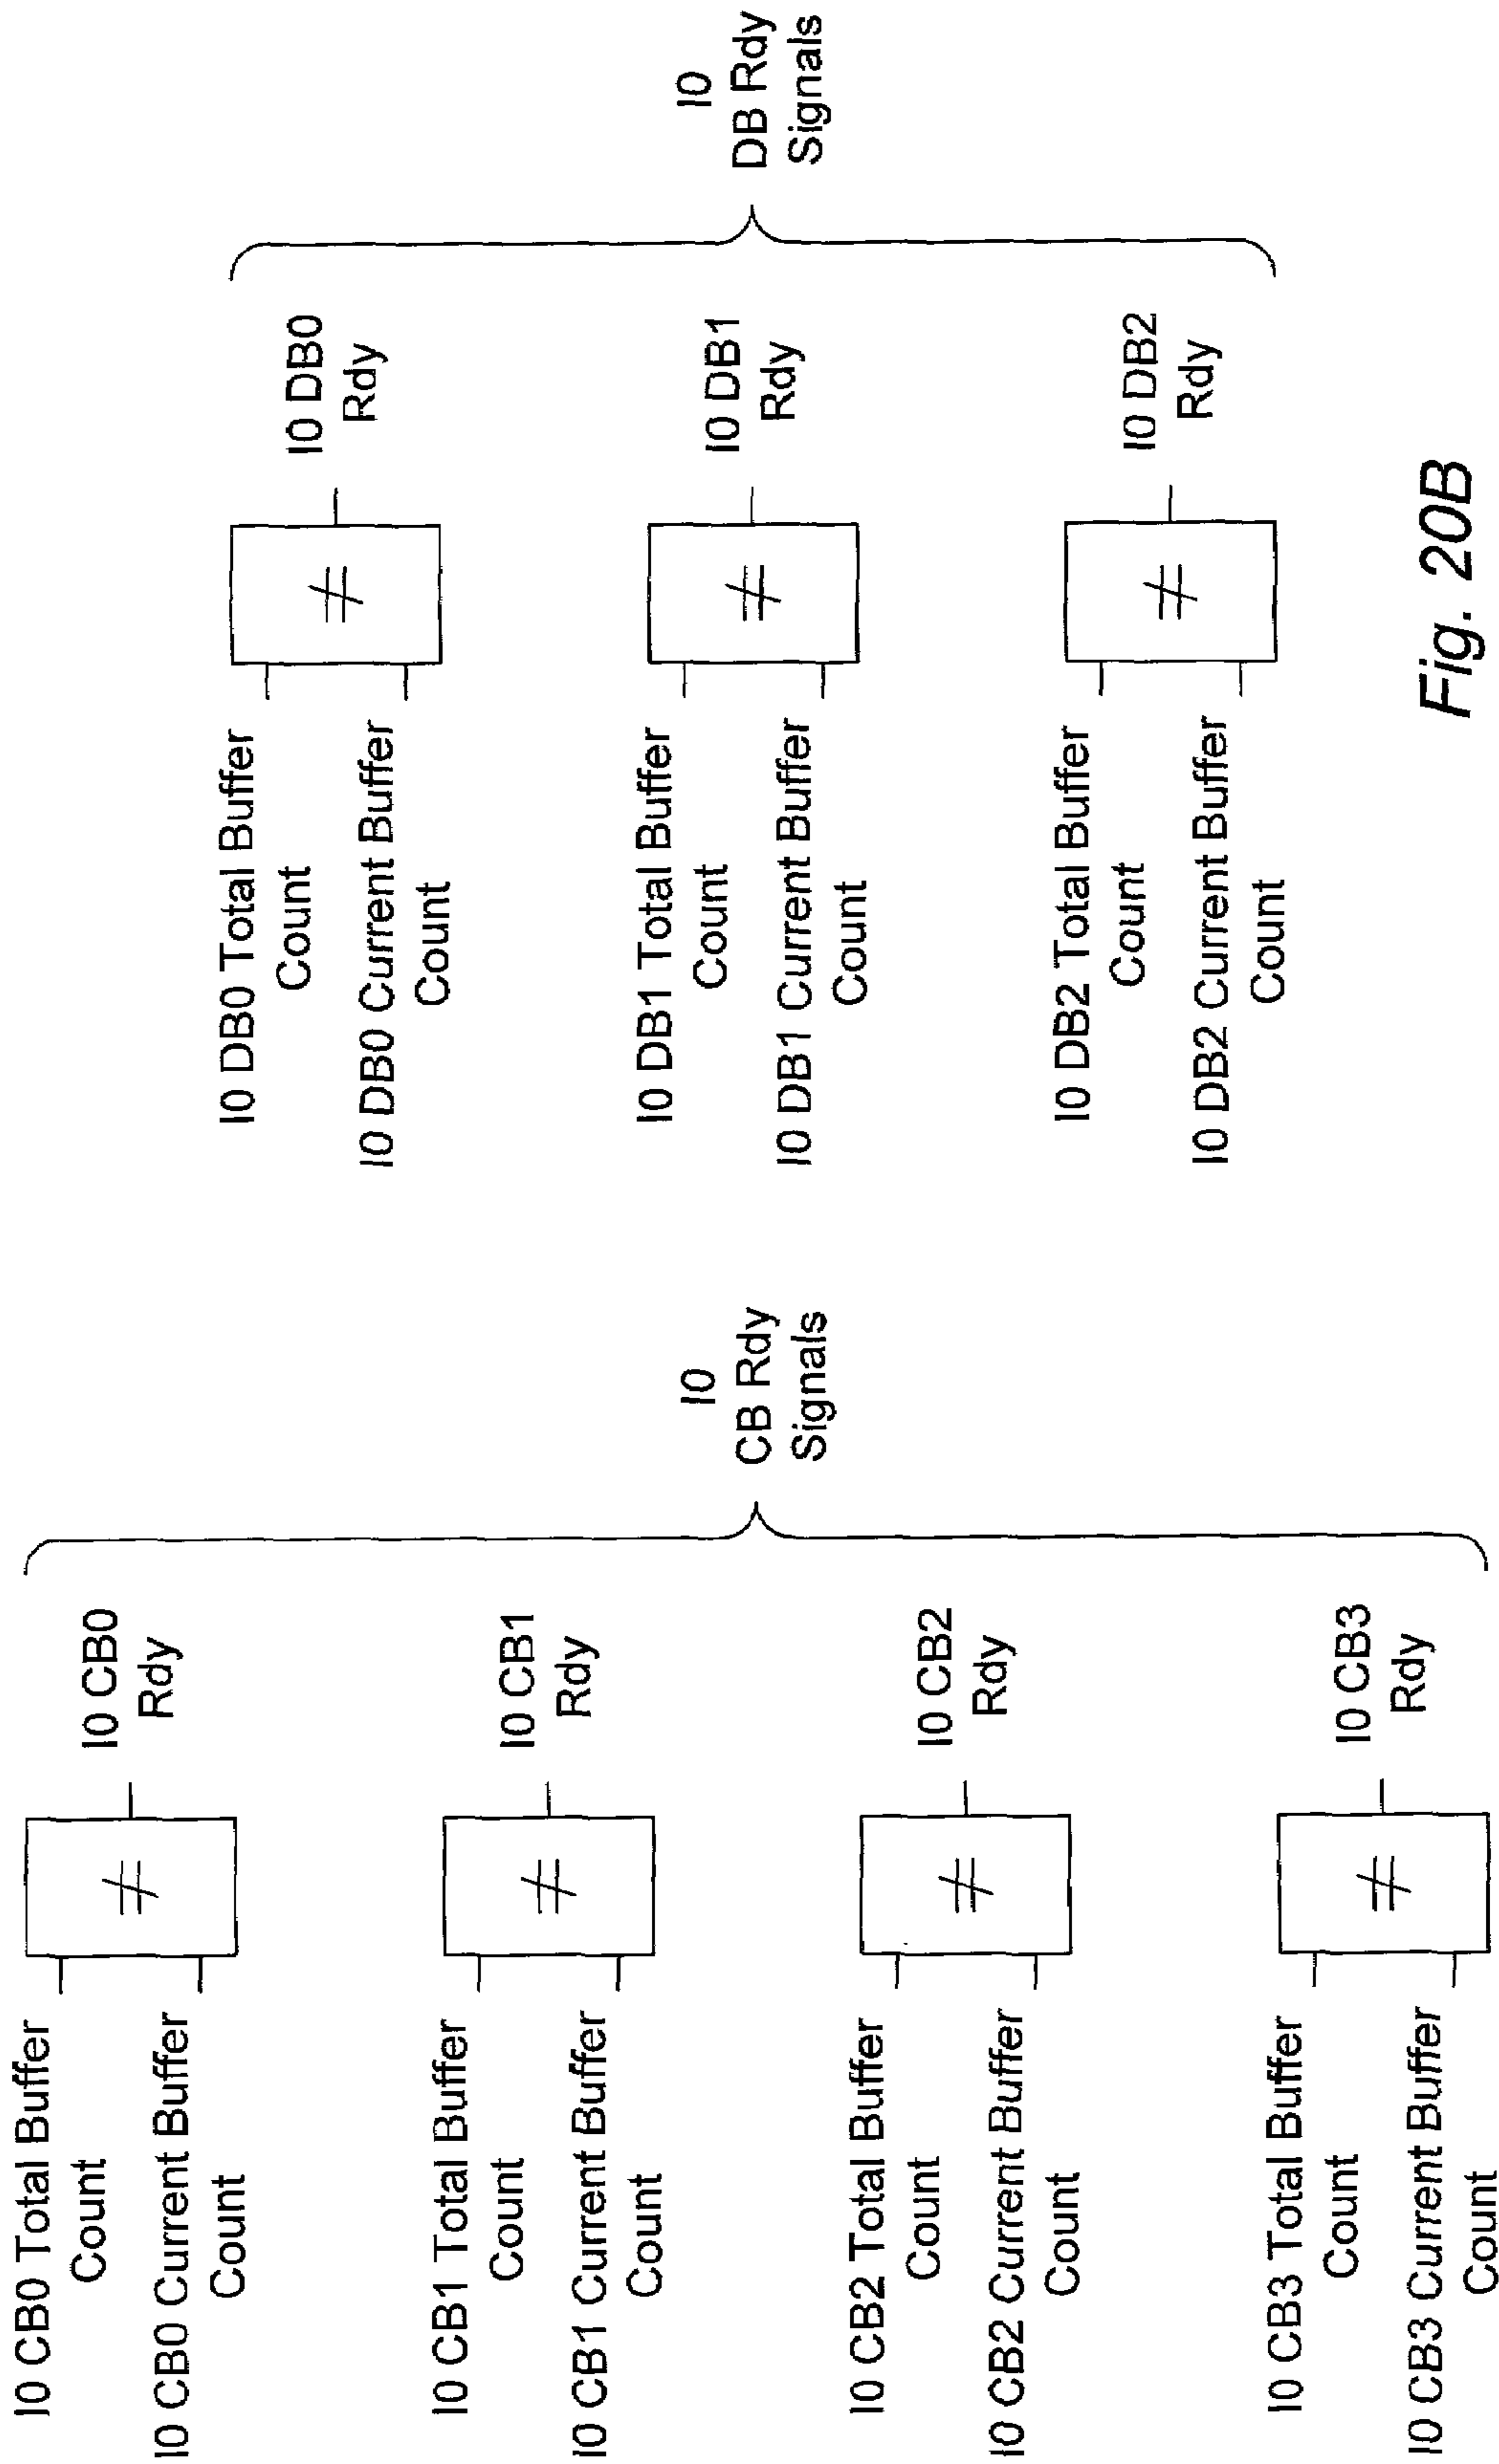 I0 CB0 Total Buffer
Count
I0 CB0 Current Buffer
Count
≠
I0 CB0
Rdy
I0 CB1 Total Buffer
Count
I0 CB1 Current Buffer
Count
≠
I0 CB1
Rdy
I0 CB2 Total Buffer
Count
I0 CB2 Current Buffer
Count
≠
I0 CB2
Rdy
I0 CB3 Total Buffer
Count
I0 CB3 Current Buffer
Count
≠
I0 CB3
Rdy
I0
CB Rdy
Signals
I0 DB0 Total Buffer
Count
I0 DB0 Current Buffer
Count
≠
I0 DB0
Rdy
I0 DB1 Total Buffer
Count
I0 DB1 Current Buffer
Count
≠
I0 DB1
Rdy
I0 DB2 Total Buffer
Count
I0 DB2 Current Buffer
Count
≠
I0 DB2
Rdy
I0
DB Rdy
Signals
Fig. 20B